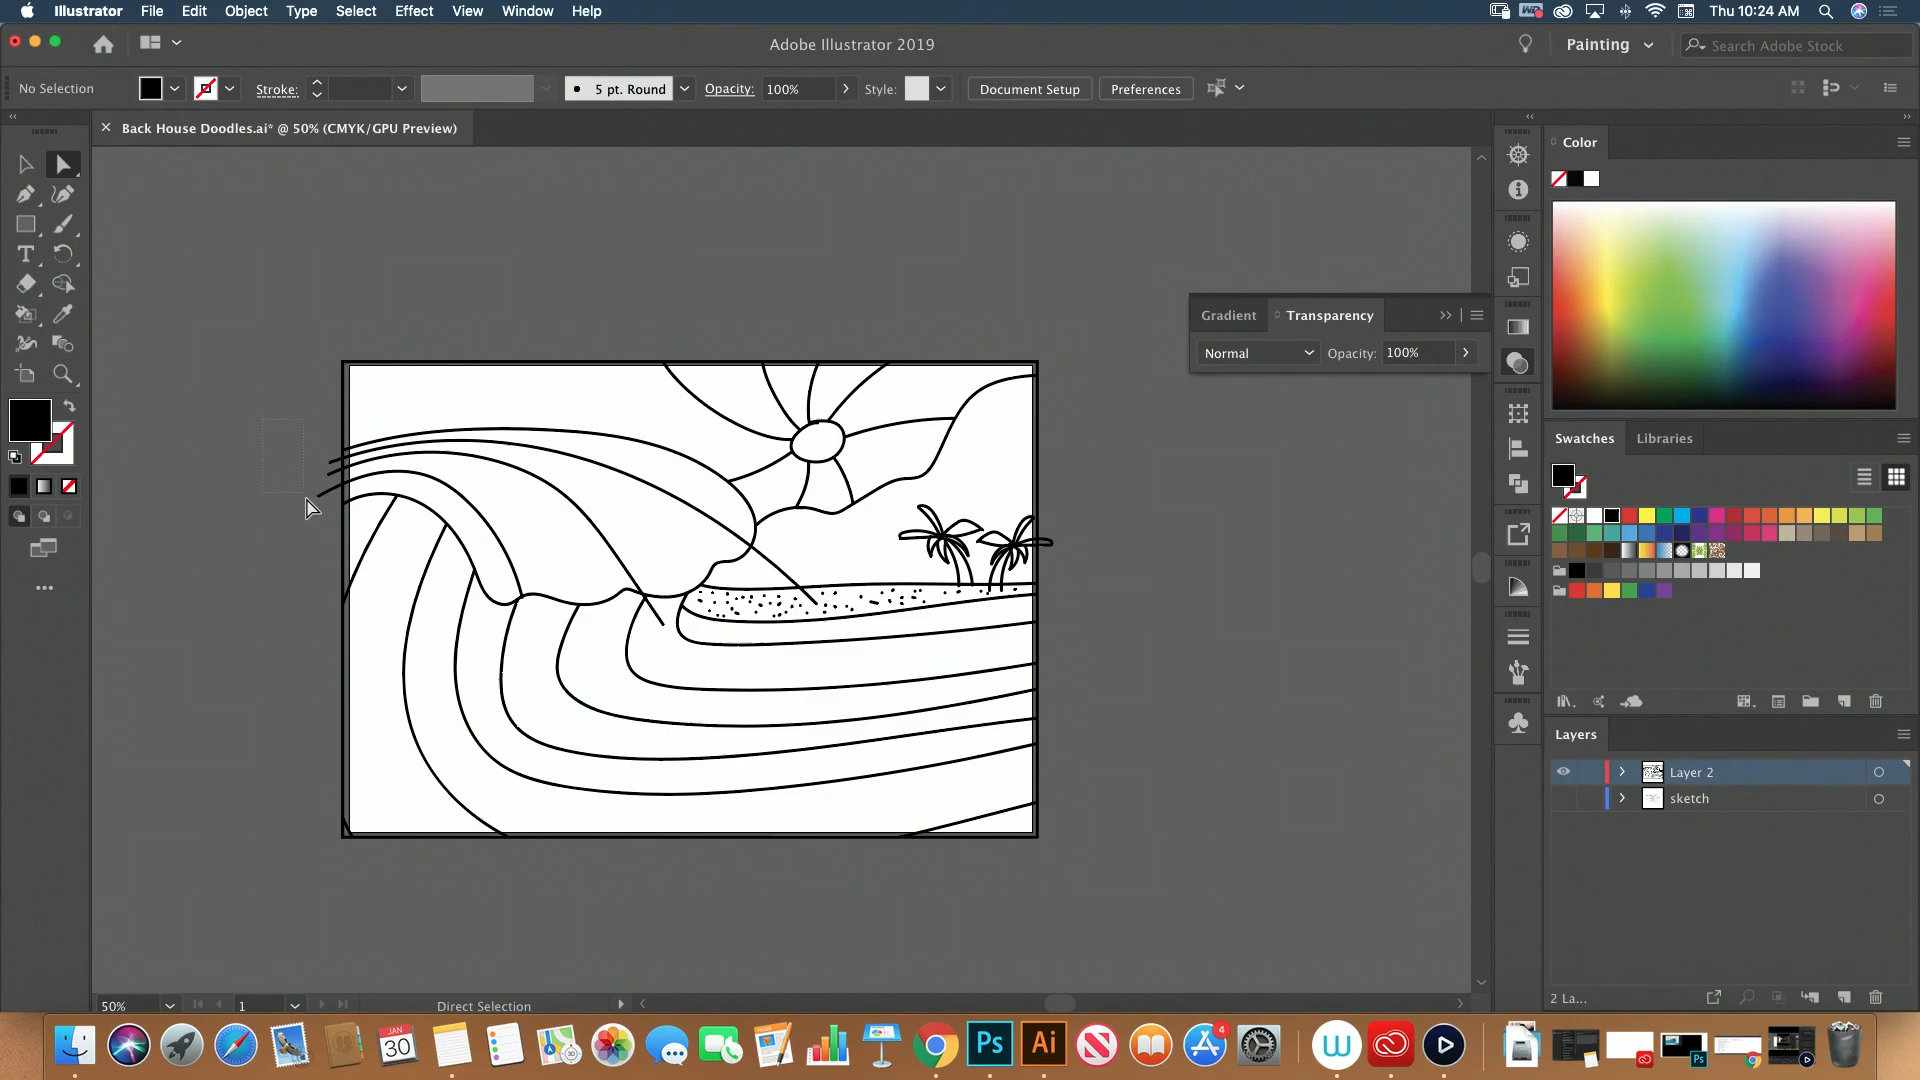 Illustrator File Edit Object Type Select Effect View Window Help
Thu 10:24 AM
Adobe Illustrator 2019
Painting
Search Adobe Stock
No Selection
Stroke:
5 pt. Round
Opacity: 100%
Style:
Document Setup
Preferences
Back House Doodles.ai* @ 50% (CMYK/GPU Preview)
Color
Gradient
Transparency
Normal
Opacity: 100%
Swatches
Libraries
Layers
Layer 2
sketch
2 La...
50%
1
Direct Selection
JAN
30
4
Ps
Ai
W